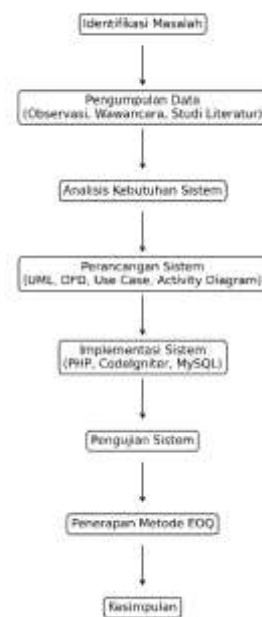 Identifikasi Masalah
Pengumpulan Data
(Observasi, Wawancara, Studi Literatur)
Analisis Kebutuhan Sistem
Perancangan Sistem
(UML, DFD, Use Case, Activity Diagram)
Implementasi Sistem
(PHP, CodeIgniter, MySQL)
Pengujian Sistem
Penerapan Metode EOQ
Kesimpulan